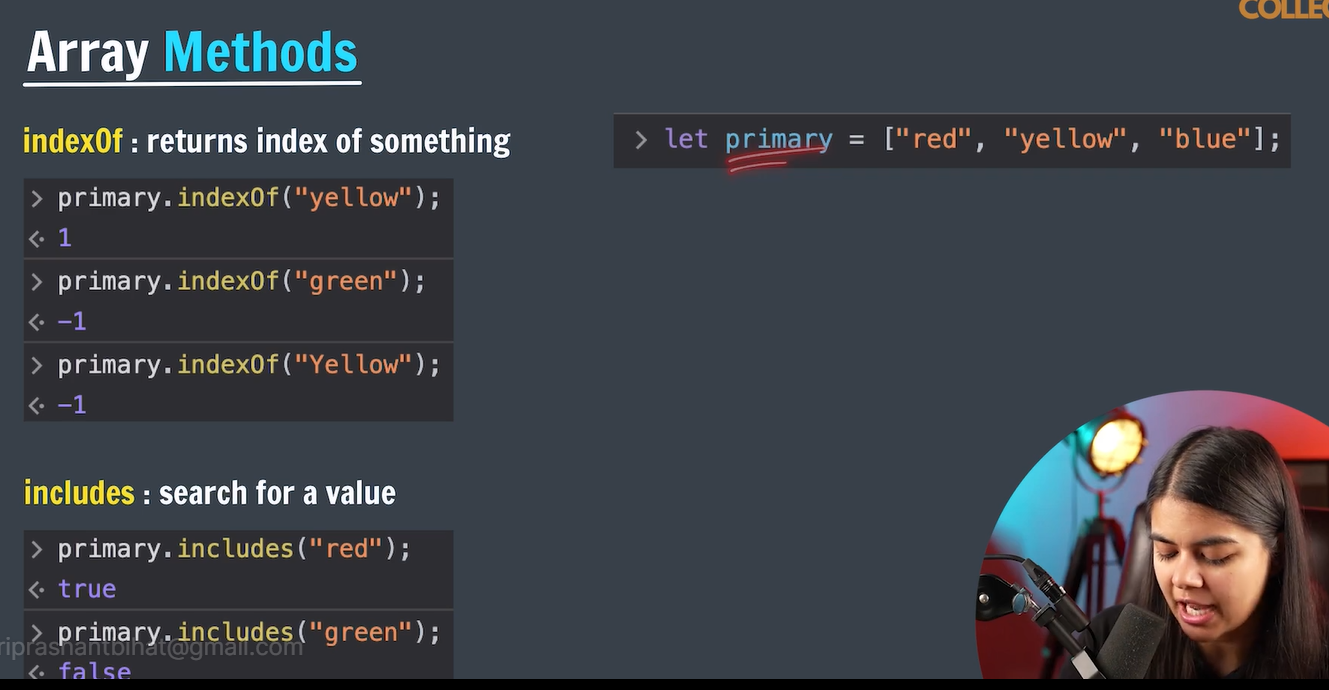 COLLEC
Array Methods
indexOf : returns index of something
> let primary = ["red", "yellow", "blue"];
> primary.indexOf("yellow");
<· 1
> primary.indexOf("green");
<· -1
> primary.indexOf("Yellow");
<· -1
includes : search for a value
> primary.includes("red");
<· true
> primary.includes("green");
riprashantbihat@gmail.com
<· false